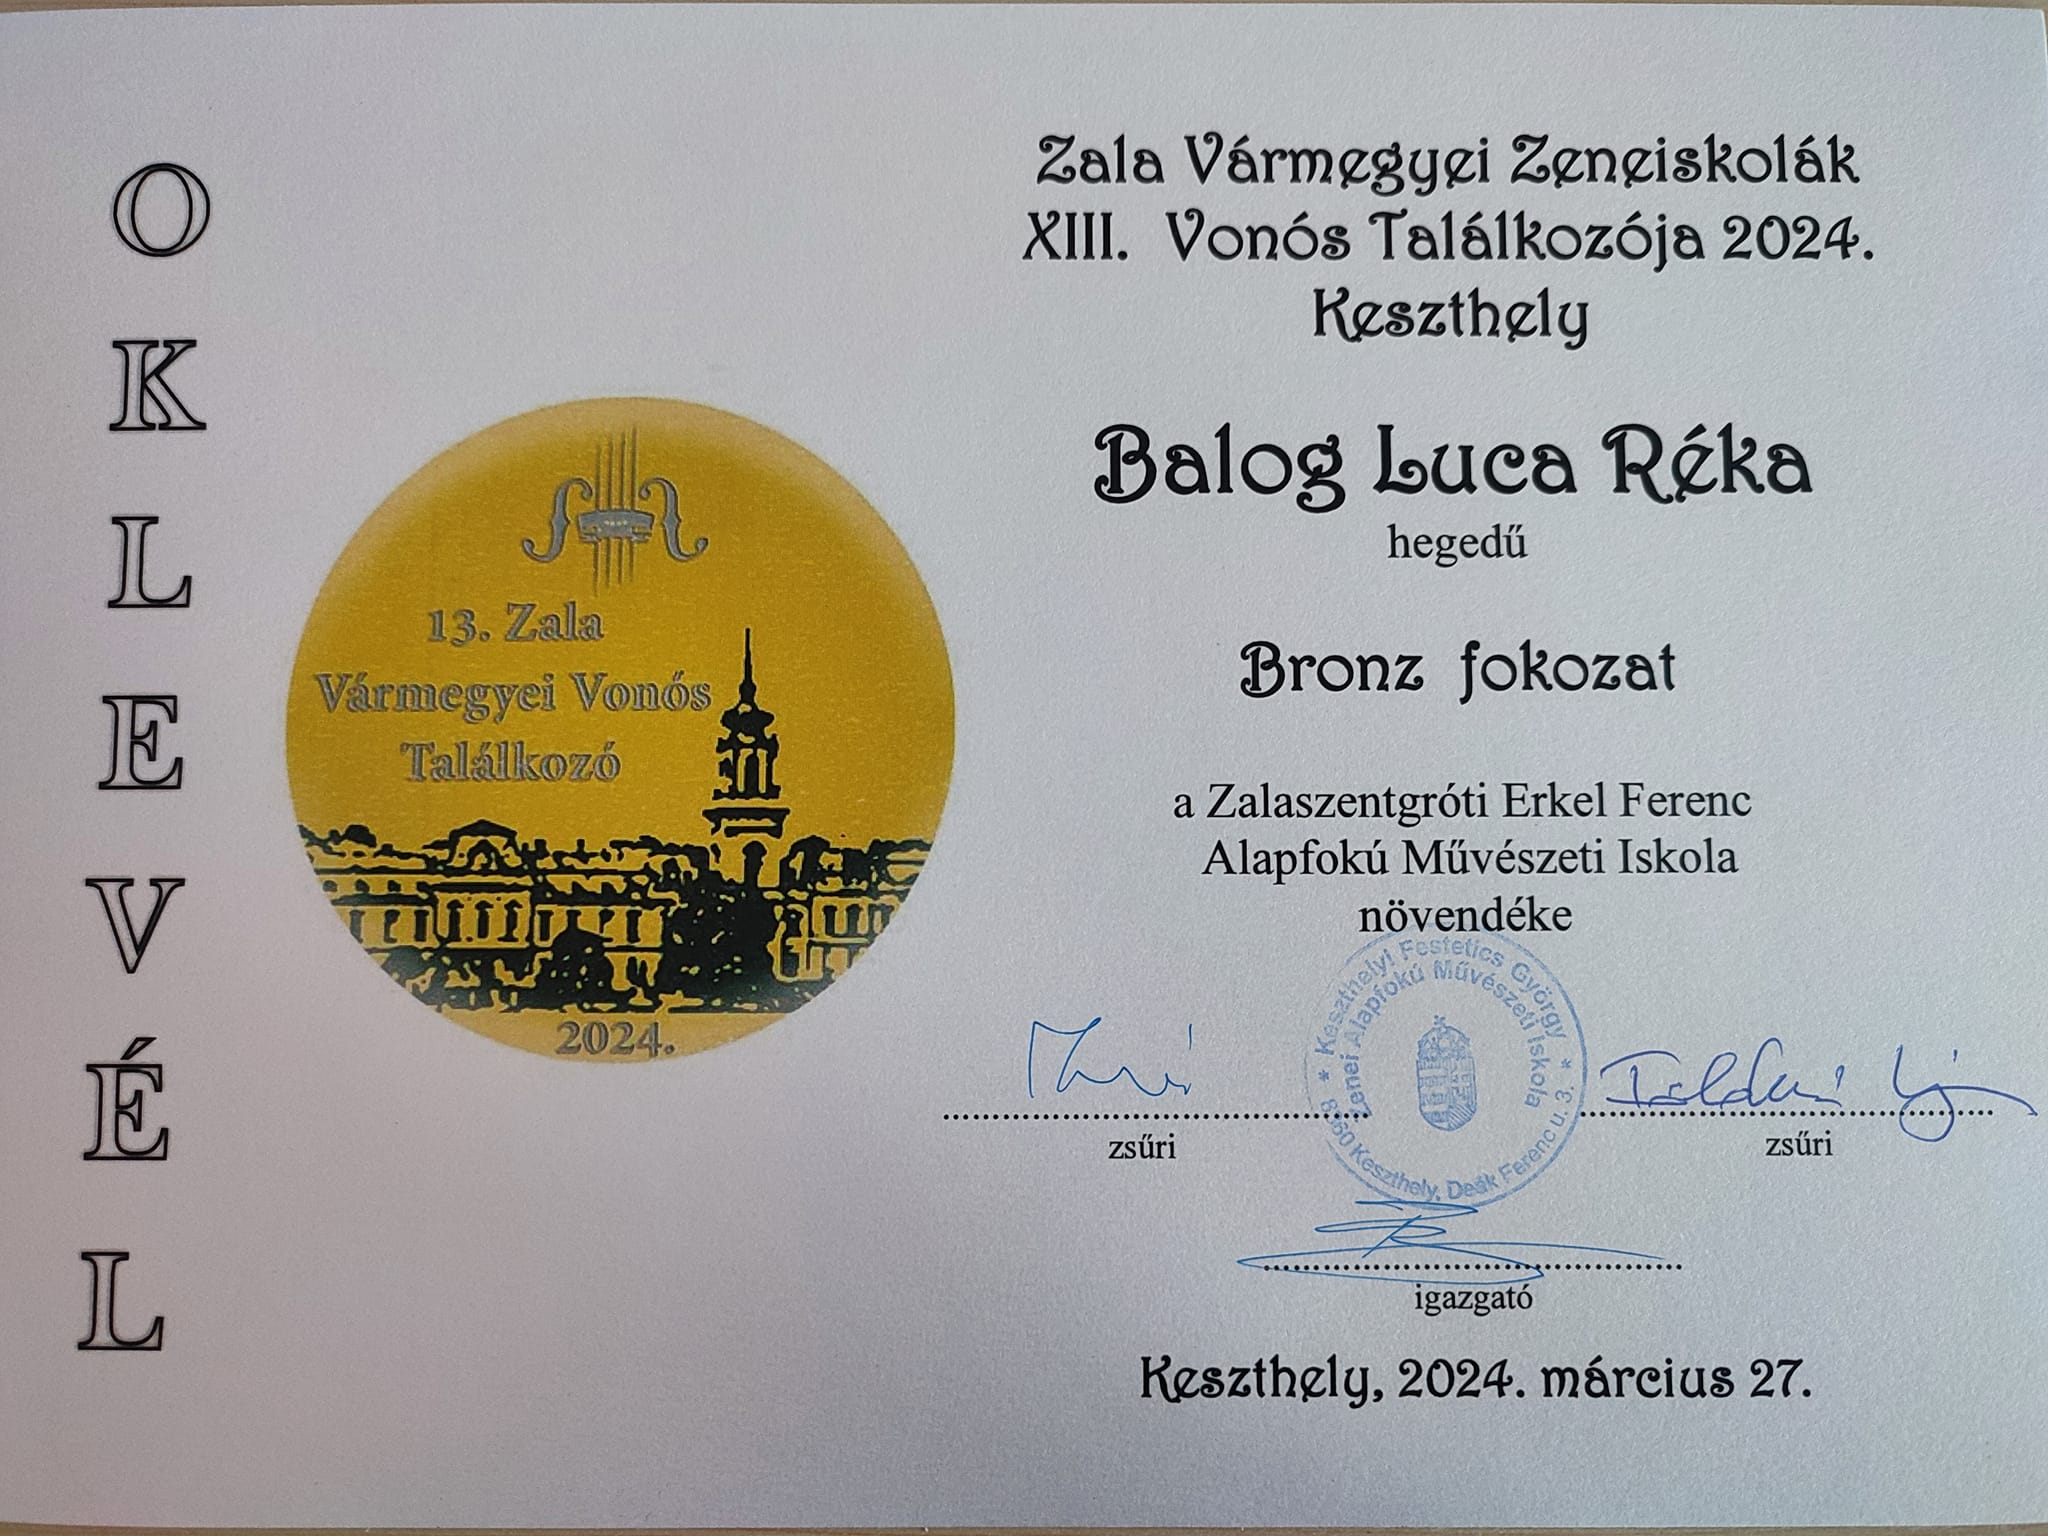 OKLEVÉL
Zala Vármegyei Zeneiskolák
XIII. Vonós Találkozója 2024.
Keszthely
Balog Luca Réka
hegedű
Bronz fokozat
a Zalaszentgróti Erkel Ferenc
Alapfokú Művészeti Iskola
növendéke
13. Zala
Vármegyei Vonós
Találkozó
2024.
* Keszthelyi Festetics György *
Zenei Alapfokú Művészeti Iskola
8360 Keszthely, Deák Ferenc u. 3.
zsűri
zsűri
igazgató
Keszthely, 2024. március 27.